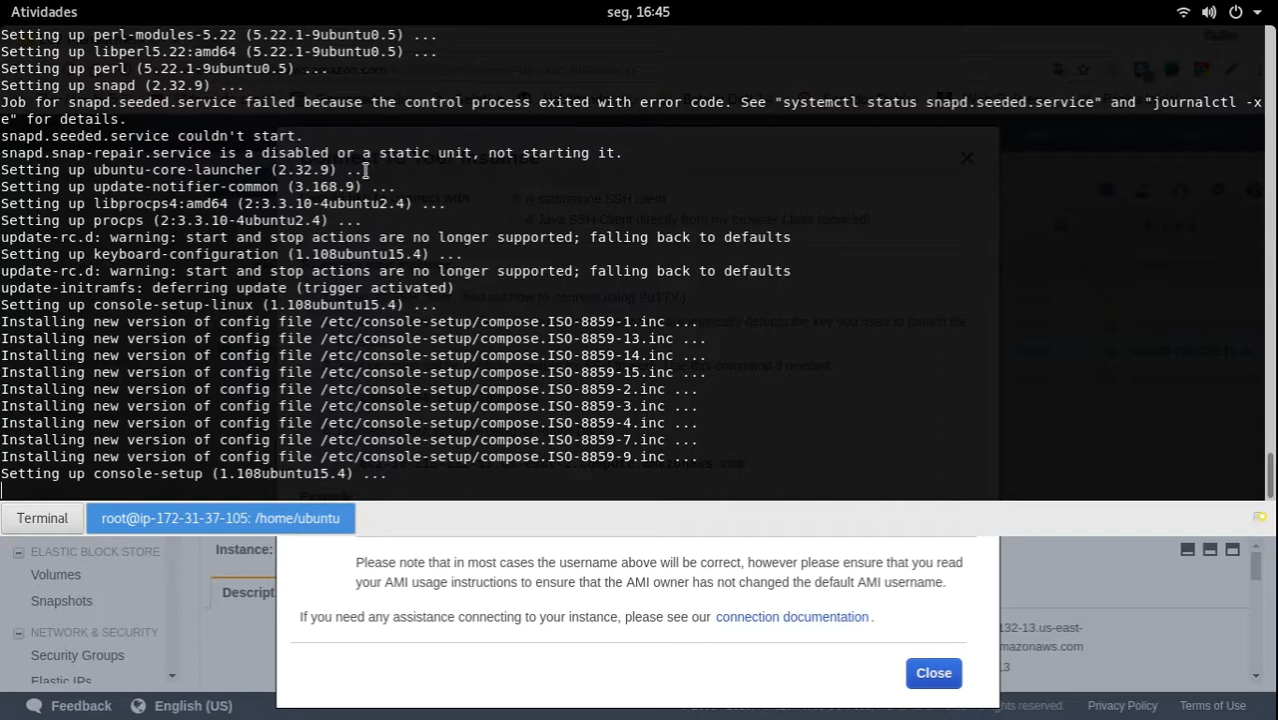 Atividades
seg, 16:45
Setting up perl-modules-5.22 (5.22.1-9ubuntu0.5) ...
Setting up libperl5.22:amd64 (5.22.1-9ubuntu0.5) ...
Setting up perl (5.22.1-9ubuntu0.5) ...
Setting up snapd (2.32.9) ...
Job for snapd.seeded.service failed because the control process exited with error code. See "systemctl status snapd.seeded.service" and "journalctl -x
e" for details.
snapd.seeded.service couldn't start.
snapd.snap-repair.service is a disabled or a static unit, not starting it.
Setting up ubuntu-core-launcher (2.32.9) ...
Setting up update-notifier-common (3.168.9) ...
Setting up libprocps4:amd64 (2:3.3.10-4ubuntu2.4) ...
Setting up procps (2:3.3.10-4ubuntu2.4) ...
update-rc.d: warning: start and stop actions are no longer supported; falling back to defaults
Setting up keyboard-configuration (1.108ubuntu15.4) ...
update-rc.d: warning: start and stop actions are no longer supported; falling back to defaults
update-initramfs: deferring update (trigger activated)
Setting up console-setup-linux (1.108ubuntu15.4) ...
Installing new version of config file /etc/console-setup/compose.ISO-8859-1.inc ...
Installing new version of config file /etc/console-setup/compose.ISO-8859-13.inc ...
Installing new version of config file /etc/console-setup/compose.ISO-8859-14.inc ...
Installing new version of config file /etc/console-setup/compose.ISO-8859-15.inc ...
Installing new version of config file /etc/console-setup/compose.ISO-8859-2.inc ...
Installing new version of config file /etc/console-setup/compose.ISO-8859-3.inc ...
Installing new version of config file /etc/console-setup/compose.ISO-8859-4.inc ...
Installing new version of config file /etc/console-setup/compose.ISO-8859-7.inc ...
Installing new version of config file /etc/console-setup/compose.ISO-8859-9.inc ...
Setting up console-setup (1.108ubuntu15.4) ...
Terminal
root@ip-172-31-37-105: /home/ubuntu
ELASTIC BLOCK STORE
Volumes
Snapshots
NETWORK & SECURITY
Security Groups
Elastic IPs
Instance:
Descript
Please note that in most cases the username above will be correct, however please ensure that you read
your AMI usage instructions to ensure that the AMI owner has not changed the default AMI username.
If you need any assistance connecting to your instance, please see our connection documentation.
132-13.us-east-
mazonaws.com
13
Close
Feedback
English (US)
rights reserved.
Privacy Policy
Terms of Use